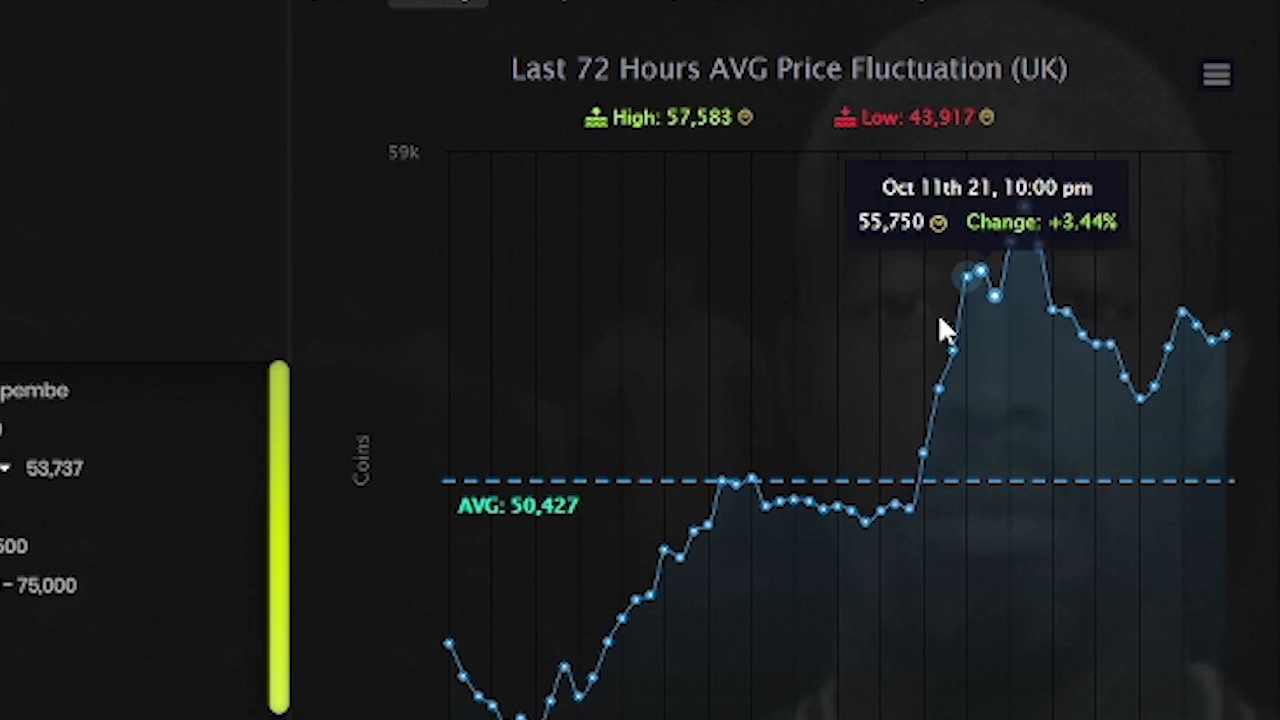 Last 72 Hours AVG Price Fluctuation (UK)
High: 57,583
Low: 43,917
59k
Oct 11th 21, 10:00 pm
55,750 Change: +3.44%
Coins
AVG: 50,427
pembe
53,737
500
- 75,000